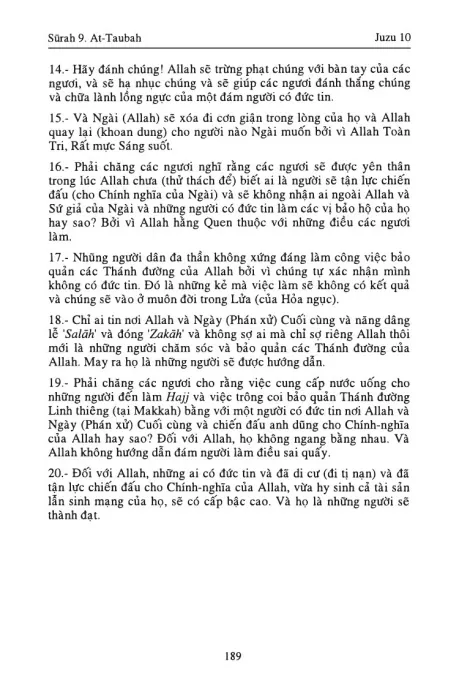 Sūrah 9. At-Taubah
Juzu 10
14.- Hãy đánh chúng! Allah sẽ trừng phạt chúng với bàn tay của các
ngươi, và sẽ hạ nhục chúng và sẽ giúp các ngươi đánh thắng chúng
và chữa lành lồng ngực của một đám người có đức tin.
15.- Và Ngài (Allah) sẽ xóa đi cơn giận trong lòng của họ và Allah
quay lại (khoan dung) cho người nào Ngài muốn bởi vì Allah Toàn
Tri, Rất mực Sáng suốt.
16.- Phải chăng các ngươi nghĩ rằng các ngươi sẽ được yên thân
trong lúc Allah chưa (thử thách để) biết ai là người sẽ tận lực chiến
đấu (cho Chính nghĩa của Ngài) và sẽ không nhận ai ngoài Allah và
Sứ giả của Ngài và những người có đức tin làm các vị bảo hộ của họ
hay sao? Bởi vì Allah hằng Quen thuộc với những điều các ngươi
làm.
17.- Những người dân đa thần không xứng đáng làm công việc bảo
quản các Thánh đường của Allah bởi vì chúng tự xác nhận mình
không có đức tin. Đó là những kẻ mà việc làm sẽ không có kết quả
và chúng sẽ vào ở muôn đời trong Lửa (của Hỏa ngục).
18.- Chỉ ai tin nơi Allah và Ngày (Phán xử) Cuối cùng và năng dâng
lễ 'Salāh' và đóng 'Zakāh' và không sợ ai mà chỉ sợ riêng Allah thôi
mới là những người chăm sóc và bảo quản các Thánh đường của
Allah. May ra họ là những người sẽ được hướng dẫn.
19.- Phải chăng các ngươi cho rằng việc cung cấp nước uống cho
những người đến làm Hajj và việc trông coi bảo quản Thánh đường
Linh thiêng (tại Makkah) bằng với một người có đức tin nơi Allah và
Ngày (Phán xử) Cuối cùng và chiến đấu anh dũng cho Chính-nghĩa
của Allah hay sao? Đối với Allah, họ không ngang bằng nhau. Và
Allah không hướng dẫn đám người làm điều sai quấy.
20.- Đối với Allah, những ai có đức tin và đã di cư (đi tị nạn) và đã
tận lực chiến đấu cho Chính-nghĩa của Allah, vừa hy sinh cả tài sản
lẫn sinh mạng của họ, sẽ có cấp bậc cao. Và họ là những người sẽ
thành đạt.
189